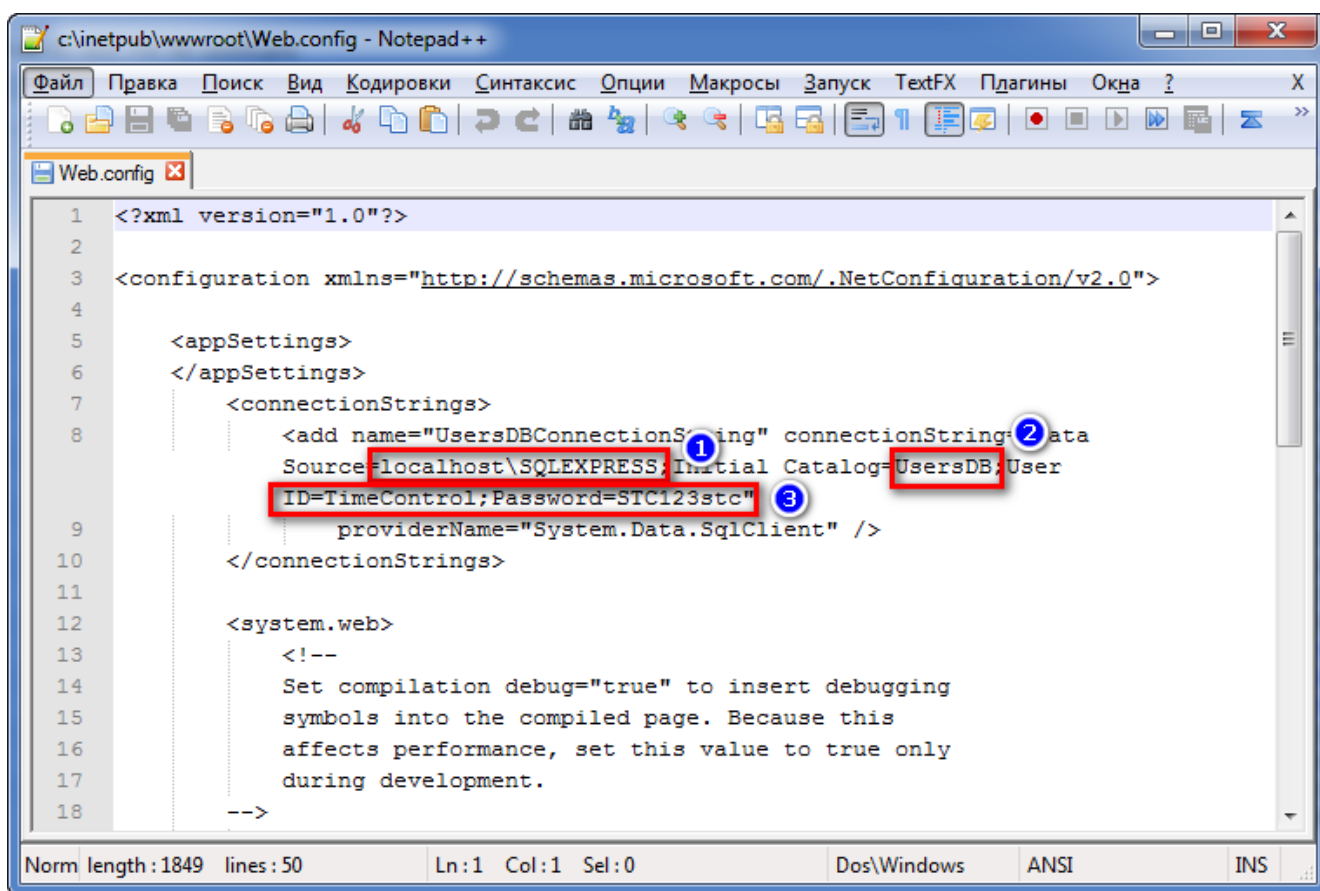 c:\inetpub\wwwroot\Web.config - Notepad++
Файл Правка Поиск Вид Кодировки Синтаксис Опции Макросы Запуск TextFX Плагины Окна ? X
Web.config
1 <?xml version="1.0"?>
2
3 <configuration xmlns="http://schemas.microsoft.com/.NetConfiguration/v2.0">
4
5 <appSettings>
6 </appSettings>
7 <connectionStrings>
8 <add name="UsersDBConnectionString" connectionString= 2 ata
1
Source=localhost\SQLEXPRESS;Initial Catalog=UsersDB;User
ID=TimeControl;Password=STC123stc" 3
9 providerName="System.Data.SqlClient" />
10 </connectionStrings>
11
12 <system.web>
13 <!--
14 Set compilation debug="true" to insert debugging
15 symbols into the compiled page. Because this
16 affects performance, set this value to true only
17 during development.
18 -->
Norm length : 1849 lines : 50 Ln : 1 Col : 1 Sel : 0 Dos\Windows ANSI INS